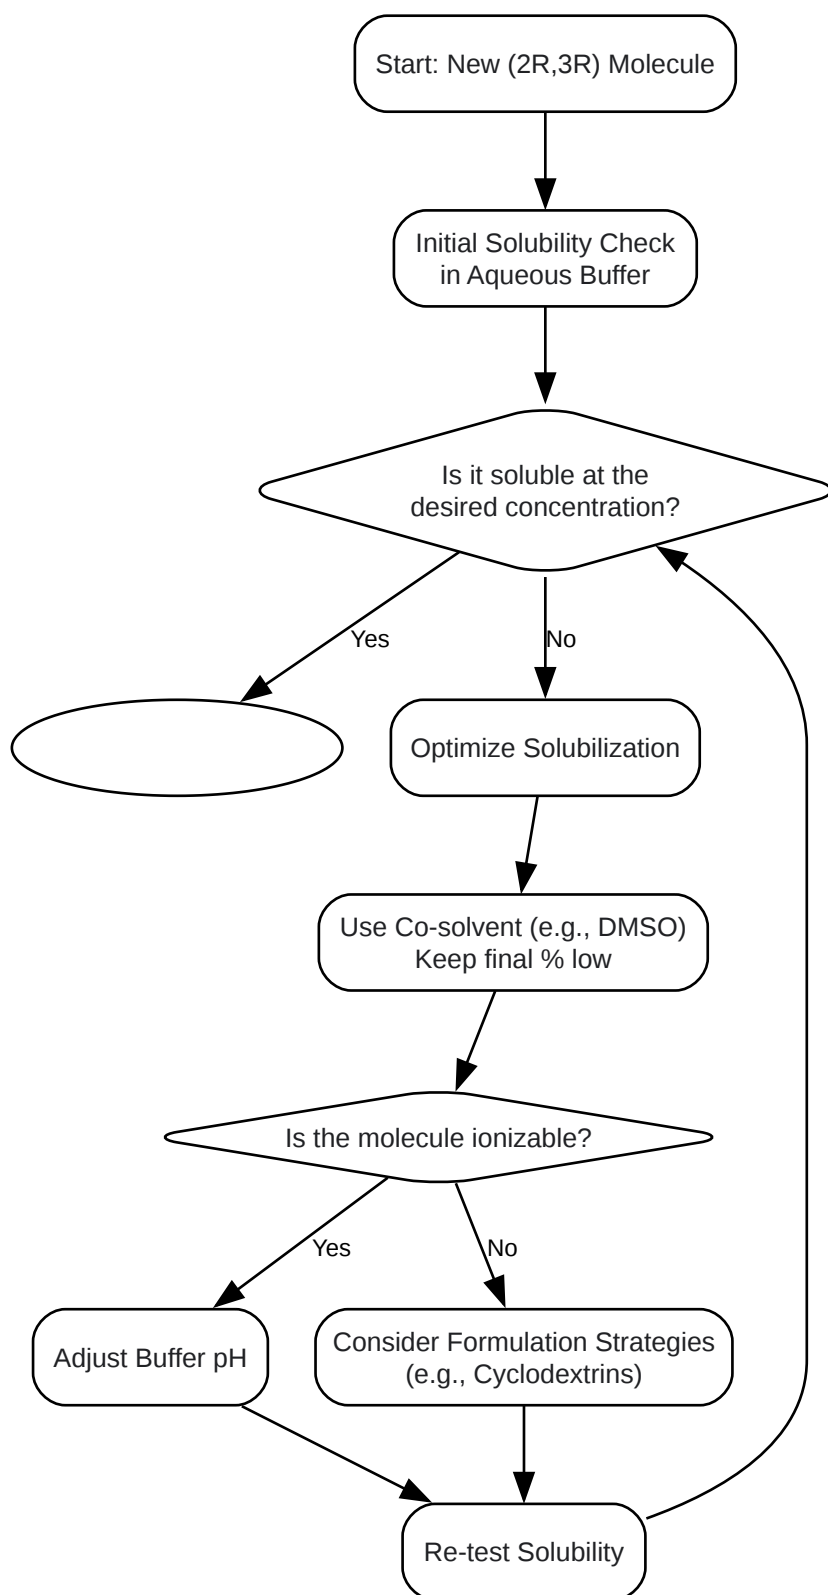 Start: New (2R,3R) Molecule
Initial Solubility Check
in Aqueous Buffer
Is it soluble at the
desired concentration?
Yes
No
Optimize Solubilization
Use Co-solvent (e.g., DMSO)
Keep final % low
Is the molecule ionizable?
Yes
No
Adjust Buffer pH
Consider Formulation Strategies
(e.g., Cyclodextrins)
Re-test Solubility